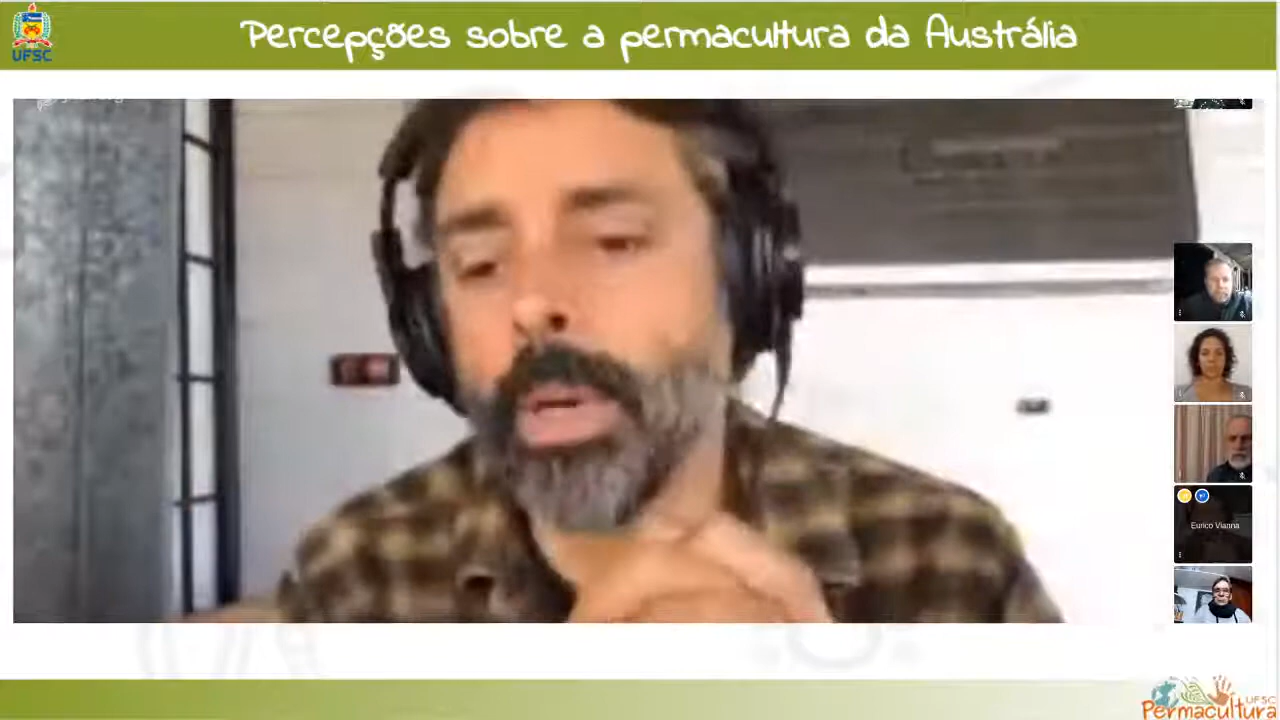 Percepções sobre a permacultura da Austrália
UFSC
Eurico Vianna
UFSC
Permacultura